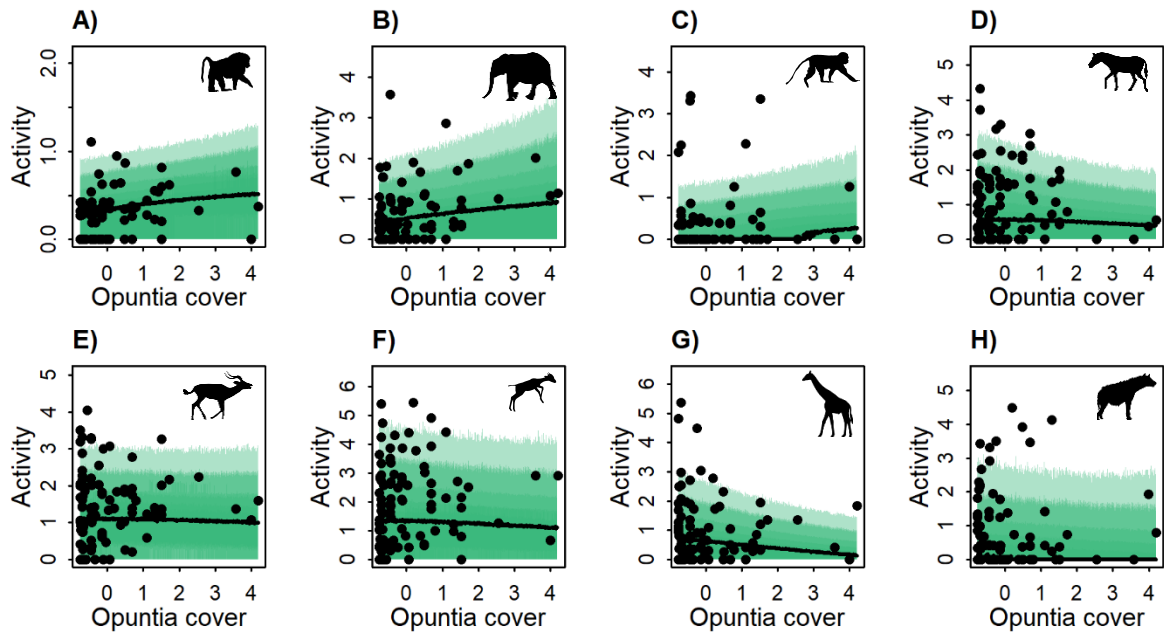 A) B) C) D)
Activity 2.0 1.0 0.0
Activity 4 3 2 1 0
Activity 4 3 2 1 0
Activity 5 4 3 2 1 0
0 1 2 3 4
0 1 2 3 4
0 1 2 3 4
0 1 2 3 4
Opuntia cover Opuntia cover Opuntia cover Opuntia cover
E) F) G) H)
Activity 5 4 3 2 1 0
Activity 6 5 4 3 2 1 0
Activity 6 5 4 3 2 1 0
Activity 5 4 3 2 1 0
0 1 2 3 4
0 1 2 3 4
0 1 2 3 4
0 1 2 3 4
Opuntia cover Opuntia cover Opuntia cover Opuntia cover